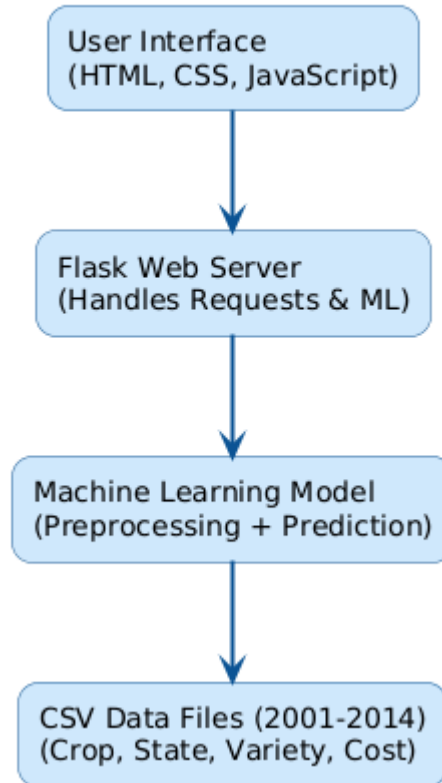 User Interface
(HTML, CSS, JavaScript)
Flask Web Server
(Handles Requests & ML)
Machine Learning Model
(Preprocessing + Prediction)
CSV Data Files (2001-2014)
(Crop, State, Variety, Cost)